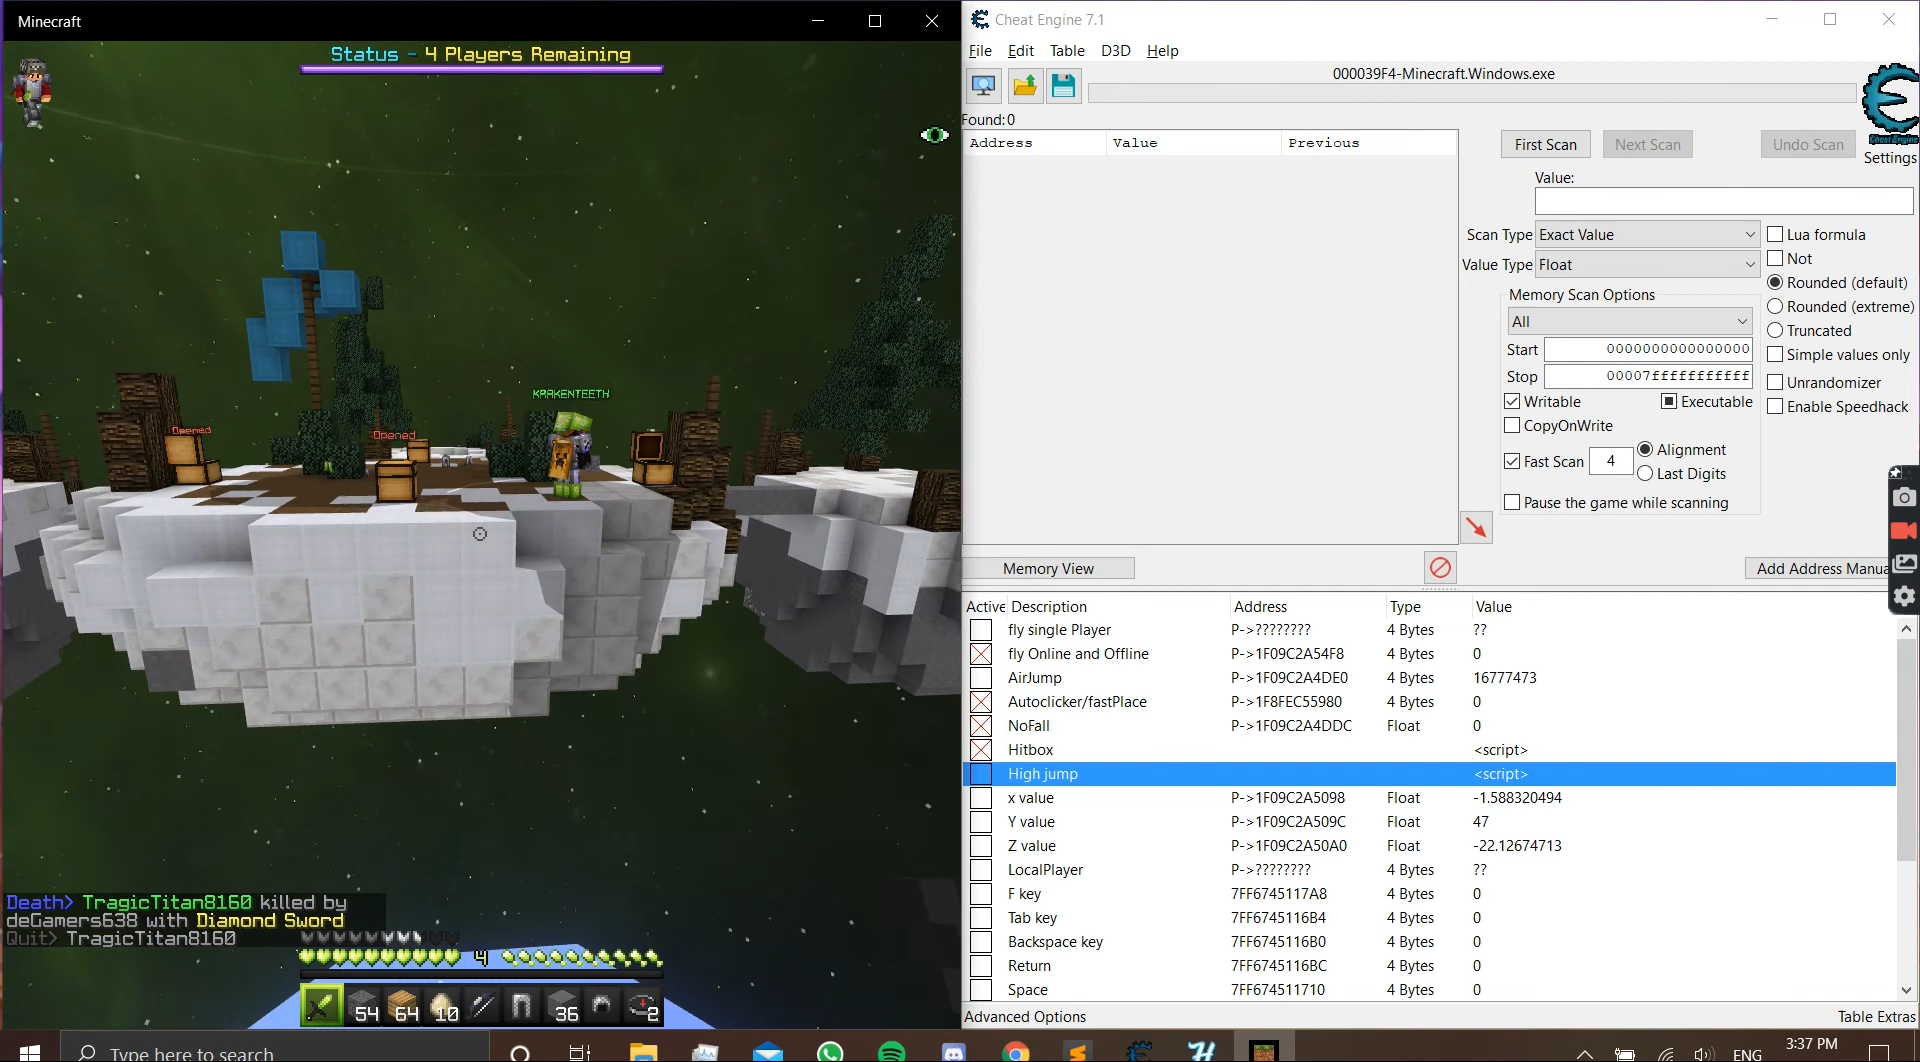 Minecraft
Status - 4 Players Remaining
KRAKENTEETH
Opened
Opened
Death> TragicTitan8160 killed by
deGamers638 with Diamond Sword
Quit> TragicTitan8160
4
54 64 10 36 2
Cheat Engine 7.1
File Edit Table D3D Help
000039F4-Minecraft.Windows.exe
Found:0
Address Value Previous
First Scan Next Scan Undo Scan
Cheat Engine
Settings
Value:
Scan Type Exact Value
Lua formula
Not
Value Type Float
Rounded (default)
Memory Scan Options
Rounded (extreme)
All
Truncated
Start 0000000000000000
Simple values only
Stop 00007fffffffffff
Unrandomizer
Writable Executable
Enable Speedhack
CopyOnWrite
Fast Scan 4 Alignment
Last Digits
Pause the game while scanning
Memory View
Add Address Manua
Active Description Address Type Value
fly single Player P->???????? 4 Bytes ??
fly Online and Offline P->1F09C2A54F8 4 Bytes 0
AirJump P->1F09C2A4DE0 4 Bytes 16777473
Autoclicker/fastPlace P->1F8FEC55980 4 Bytes 0
NoFall P->1F09C2A4DDC Float 0
Hitbox <script>
High jump <script>
x value P->1F09C2A5098 Float -1.588320494
Y value P->1F09C2A509C Float 47
Z value P->1F09C2A50A0 Float -22.12674713
LocalPlayer P->???????? 4 Bytes ??
F key 7FF6745117A8 4 Bytes 0
Tab key 7FF6745116B4 4 Bytes 0
Backspace key 7FF6745116B0 4 Bytes 0
Return 7FF6745116BC 4 Bytes 0
Space 7FF674511710 4 Bytes 0
Advanced Options Table Extras
Type here to search
ENG
3:37 PM